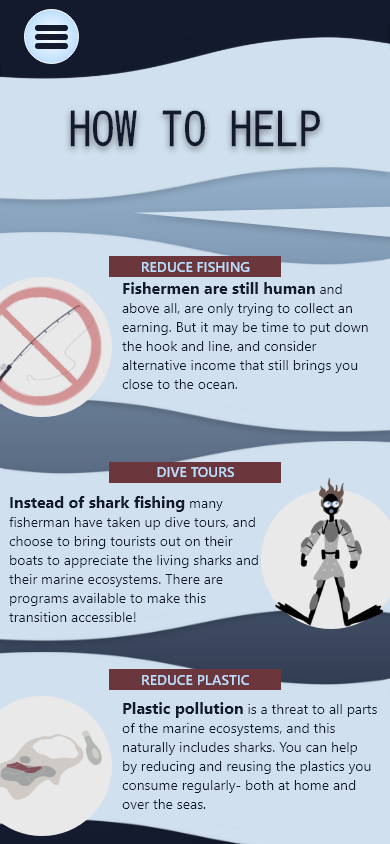 HOW TO HELP
REDUCE FISHING
Fishermen are still human and
above all, are only trying to collect an
earning. But it may be time to put down
the hook and line, and consider
alternative income that still brings you
close to the ocean.
DIVE TOURS
Instead of shark fishing many
fisherman have taken up dive tours, and
choose to bring tourists out on their
boats to appreciate the living sharks and
their marine ecosystems. There are
programs available to make this
transition accessible!
REDUCE PLASTIC
Plastic pollution is a threat to all parts
of the marine ecosystems, and this
naturally includes sharks. You can help
by reducing and reusing the plastics you
consume regularly- both at home and
over the seas.